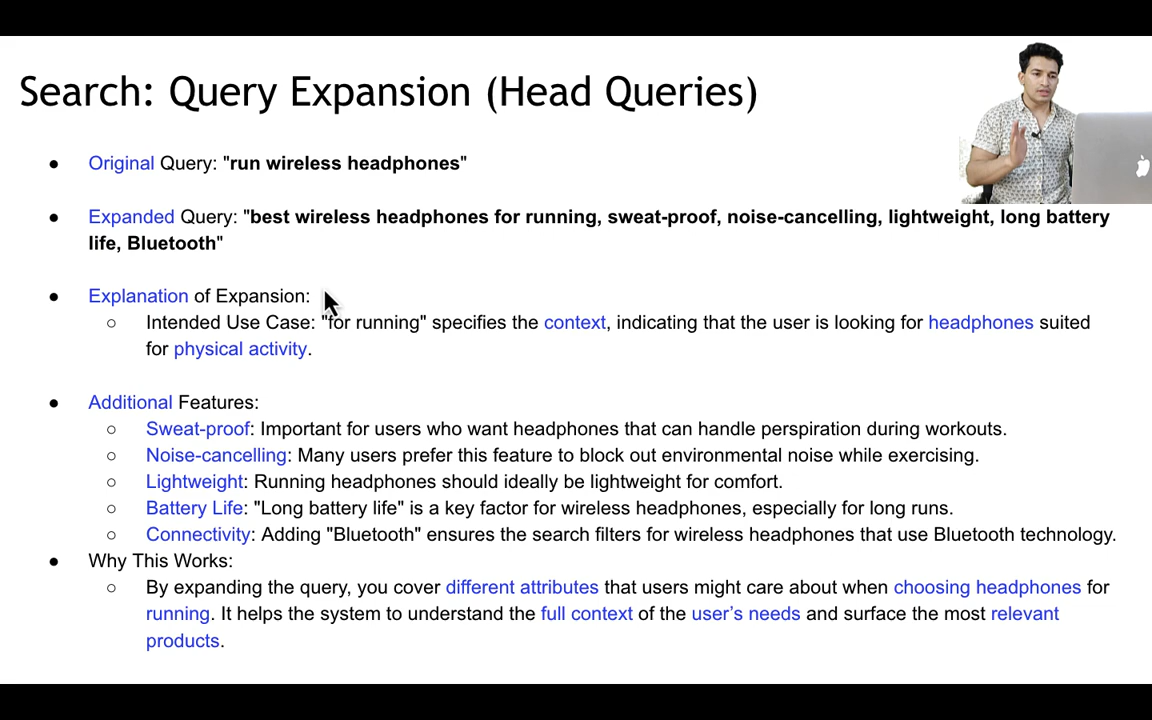 Search: Query Expansion (Head Queries)
● Original Query: "run wireless headphones"
● Expanded Query: "best wireless headphones for running, sweat-proof, noise-cancelling, lightweight, long battery
life, Bluetooth"
● Explanation of Expansion:
○ Intended Use Case: "for running" specifies the context, indicating that the user is looking for headphones suited
for physical activity.
● Additional Features:
○ Sweat-proof: Important for users who want headphones that can handle perspiration during workouts.
○ Noise-cancelling: Many users prefer this feature to block out environmental noise while exercising.
○ Lightweight: Running headphones should ideally be lightweight for comfort.
○ Battery Life: "Long battery life" is a key factor for wireless headphones, especially for long runs.
○ Connectivity: Adding "Bluetooth" ensures the search filters for wireless headphones that use Bluetooth technology.
● Why This Works:
○ By expanding the query, you cover different attributes that users might care about when choosing headphones for
running. It helps the system to understand the full context of the user's needs and surface the most relevant
products.